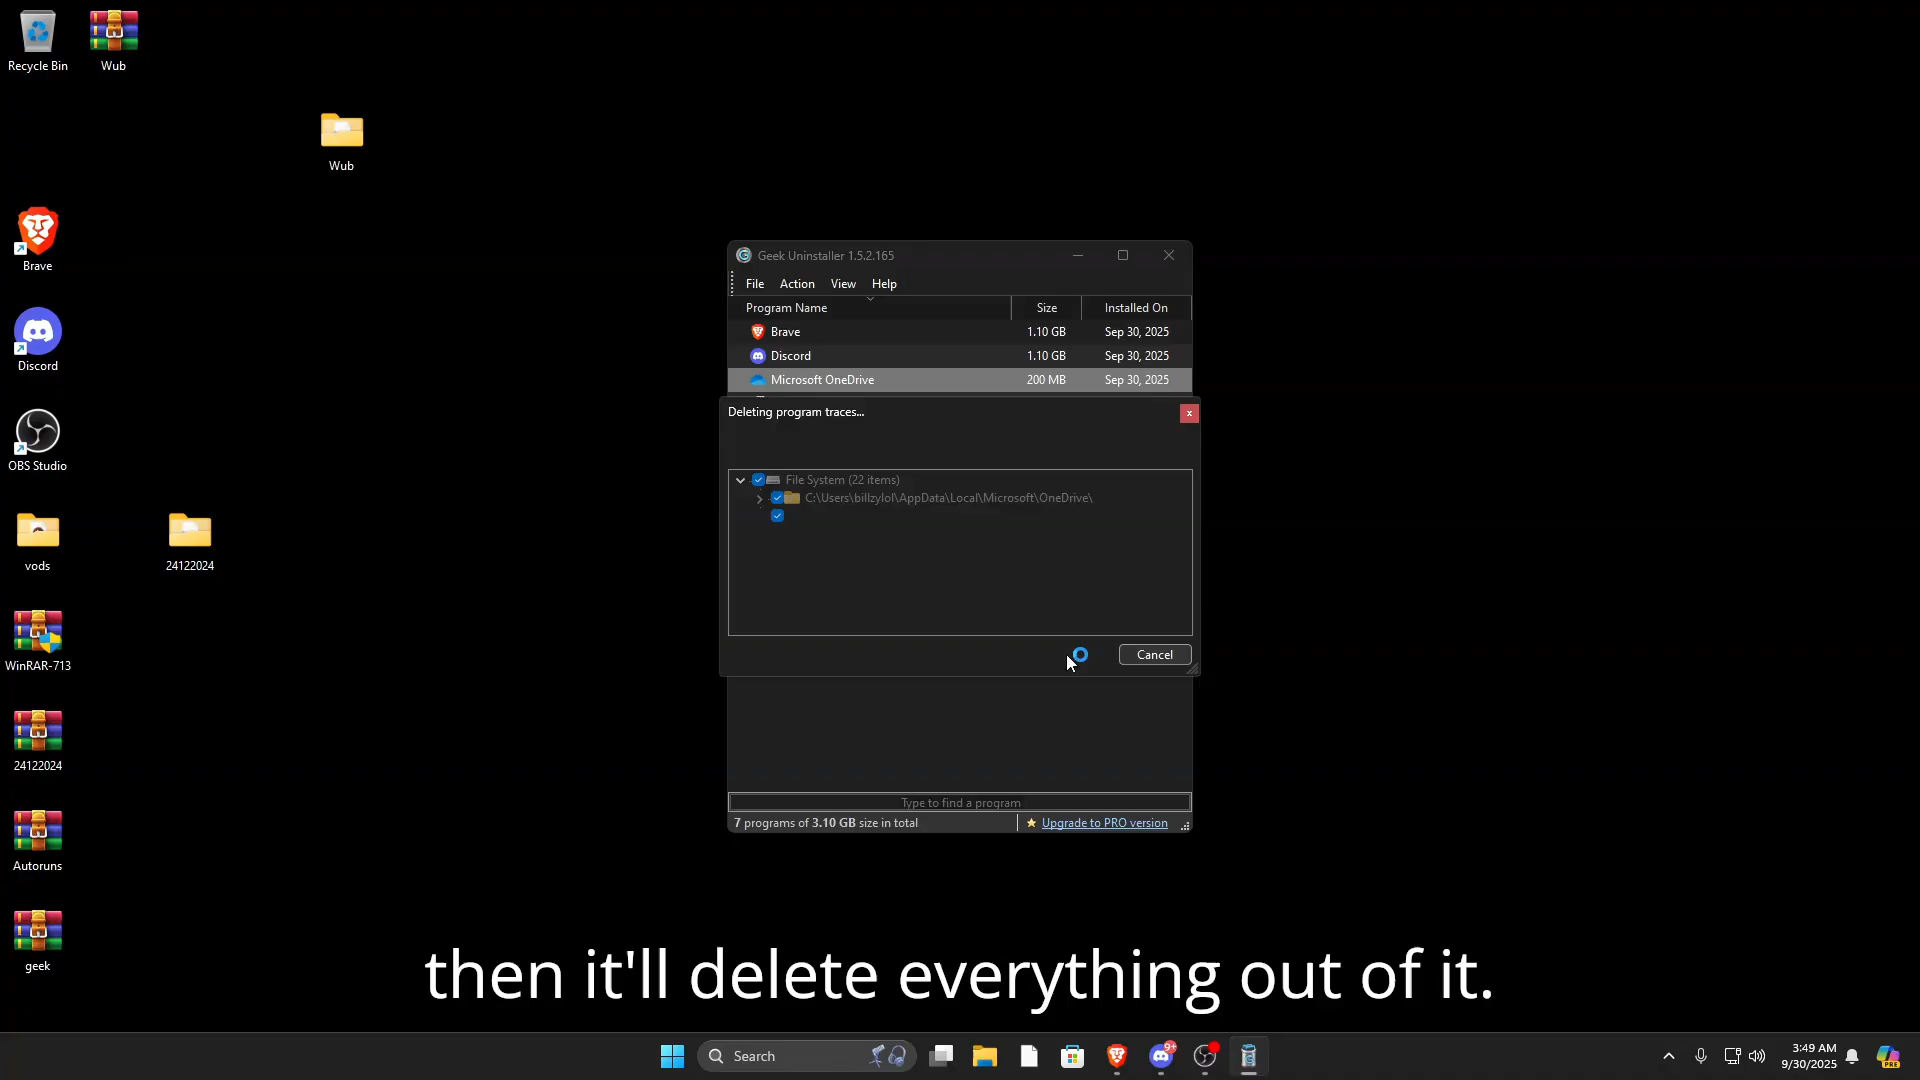 Recycle Bin
Wub
Wub
Brave
Discord
OBS Studio
vods
24122024
WinRAR-713
24122024
Autoruns
geek
Geek Uninstaller 1.5.2.165
File Action View Help
Program Name Size Installed On
Brave 1.10 GB Sep 30, 2025
Discord 1.10 GB Sep 30, 2025
Microsoft OneDrive 200 MB Sep 30, 2025
Deleting program traces...
File System (22 items)
C:\Users\billzylol\AppData\Local\Microsoft\OneDrive\
Cancel
Type to find a program
7 programs of 3.10 GB size in total
Upgrade to PRO version
then it'll delete everything out of it.
Search
9+
3:49 AM
9/30/2025
PRE